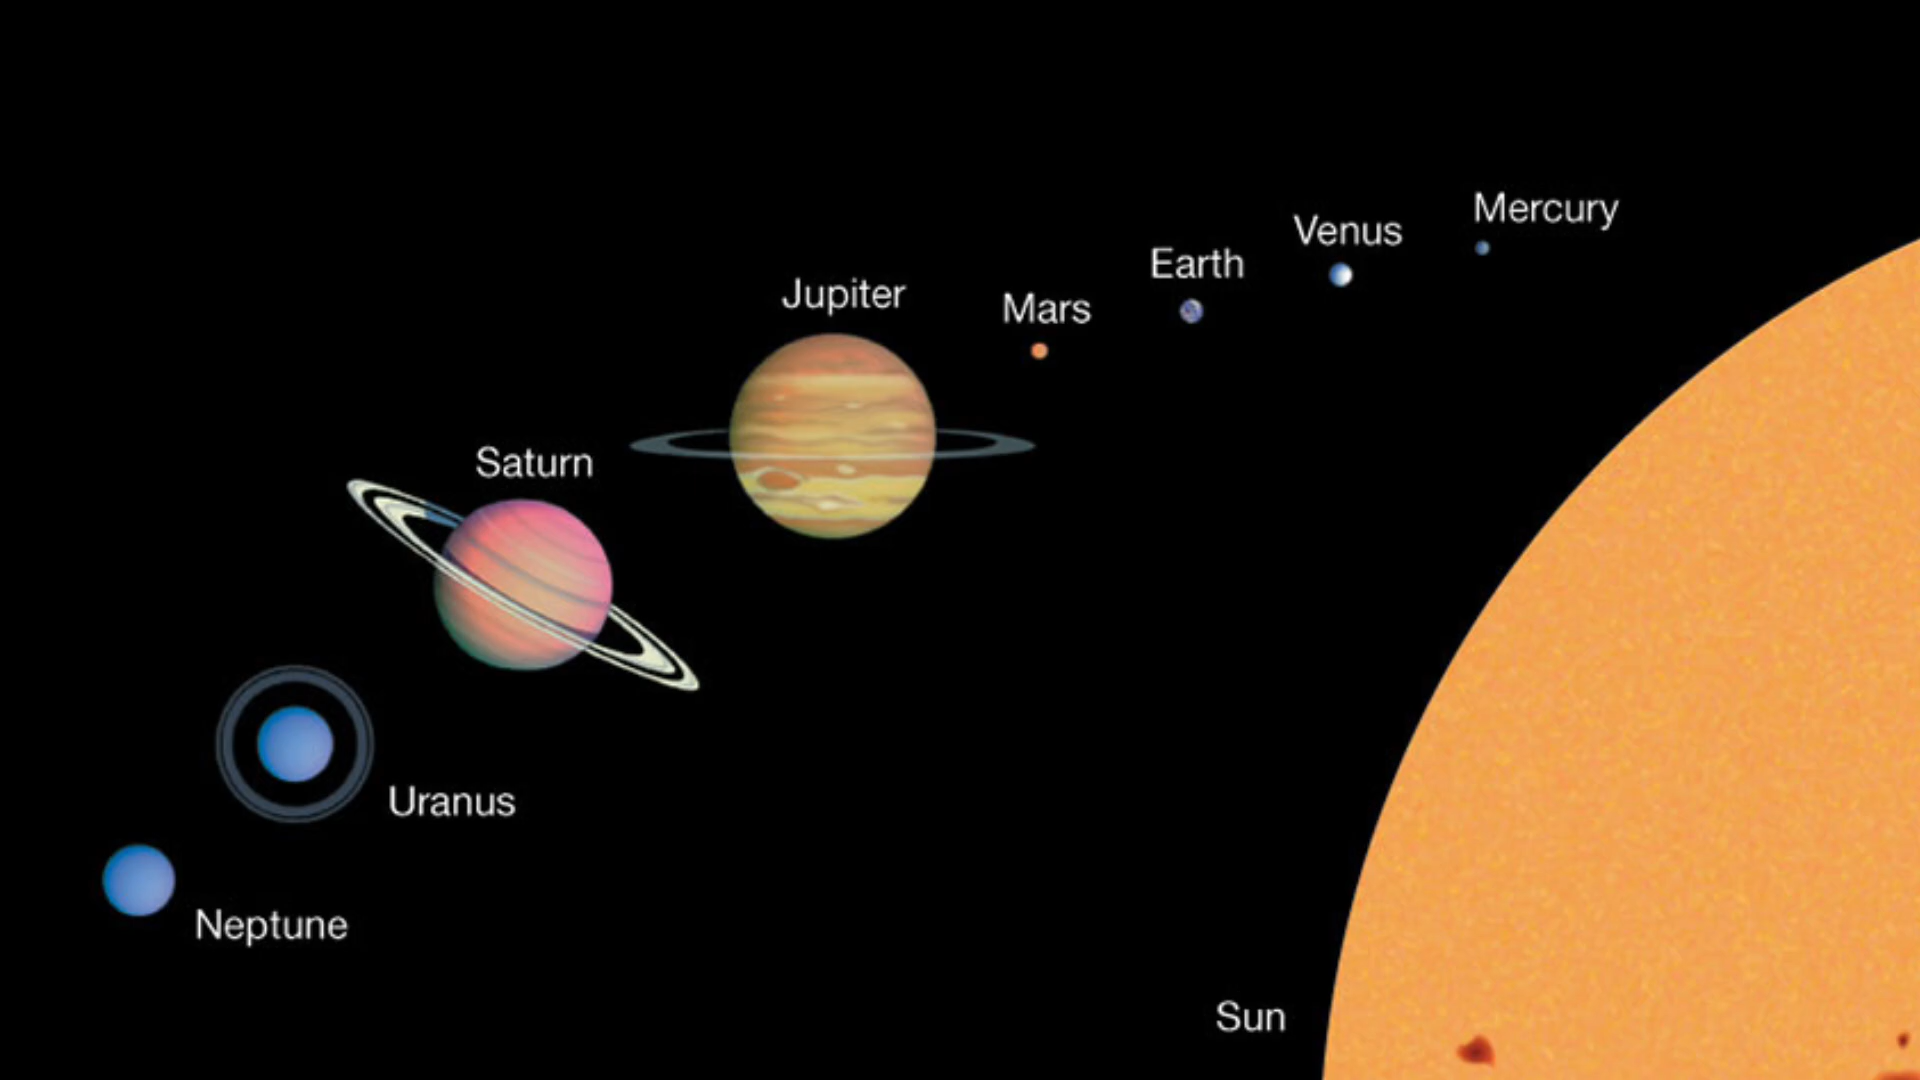 Mercury
Venus
Earth
Jupiter
Mars
Saturn
Uranus
Neptune
Sun